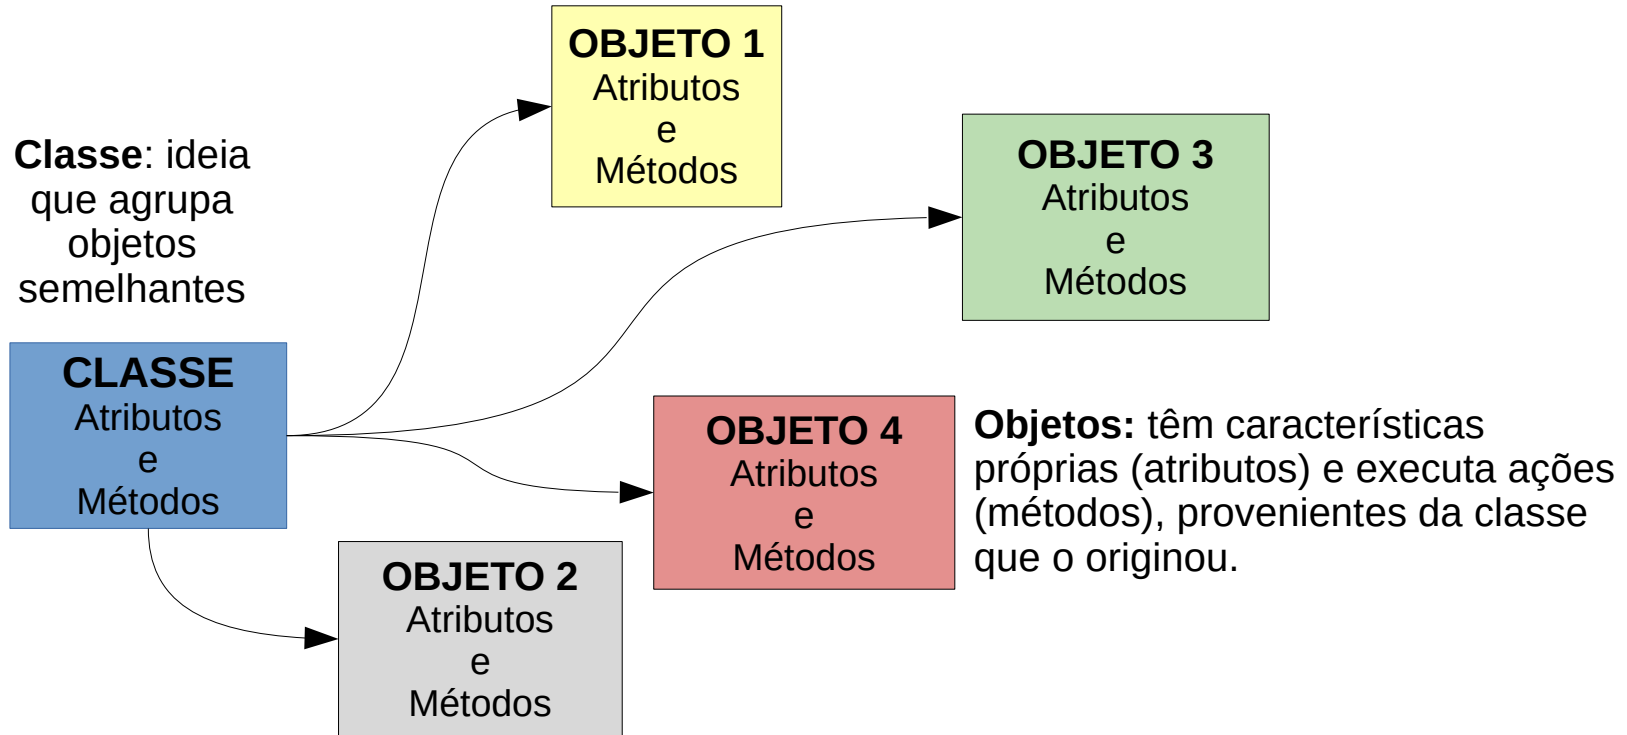 OBJETO 1
Atributos
e
Métodos
Classe: ideia
que agrupa
objetos
semelhantes
OBJETO 3
Atributos
e
Métodos
CLASSE
Atributos
e
Métodos
OBJETO 4
Atributos
e
Métodos
Objetos: têm características
próprias (atributos) e executa ações
(métodos), provenientes da classe
que o originou.
OBJETO 2
Atributos
e
Métodos